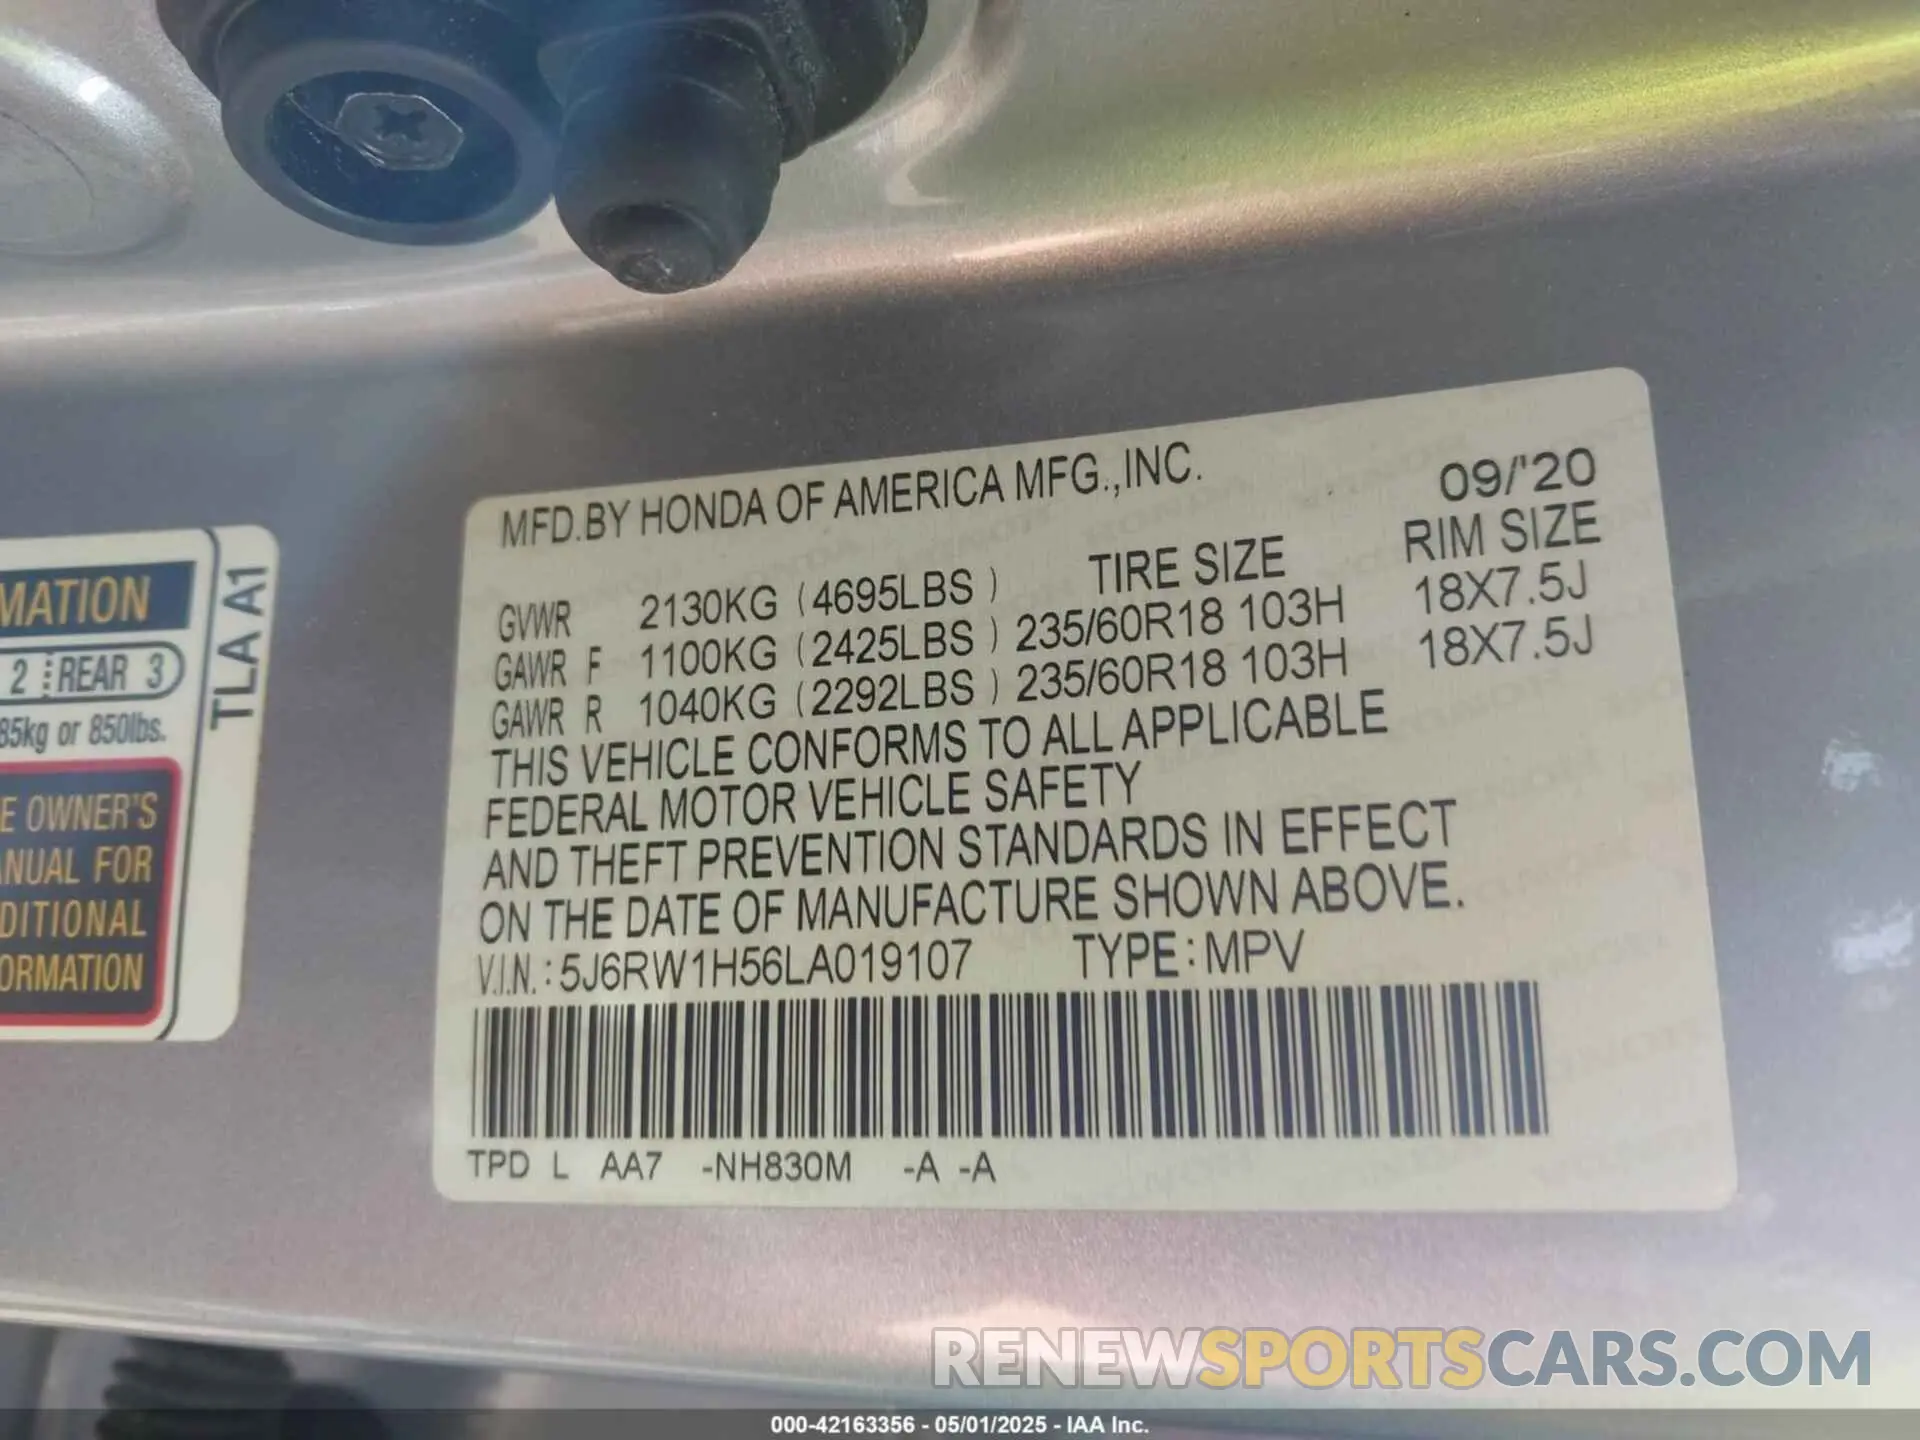 MATION
2 REAR 3
85kg or 850lbs.
E OWNER'S
ANUAL FOR
DITIONAL
ORMATION
TLA A1
MFD.BY HONDA OF AMERICA MFG.,INC. 09/'20
TIRE SIZE RIM SIZE
GVWR 2130KG (4695LBS )
GAWR F 1100KG (2425LBS ) 235/60R18 103H 18X7.5J
GAWR R 1040KG (2292LBS ) 235/60R18 103H 18X7.5J
THIS VEHICLE CONFORMS TO ALL APPLICABLE
FEDERAL MOTOR VEHICLE SAFETY
AND THEFT PREVENTION STANDARDS IN EFFECT
ON THE DATE OF MANUFACTURE SHOWN ABOVE.
V.I.N.: 5J6RW1H56LA019107 TYPE: MPV
TPD L AA7 -NH830M -A -A
RENEWSPORTSCARS.COM
000-42163356 - 05/01/2025 - IAA Inc.